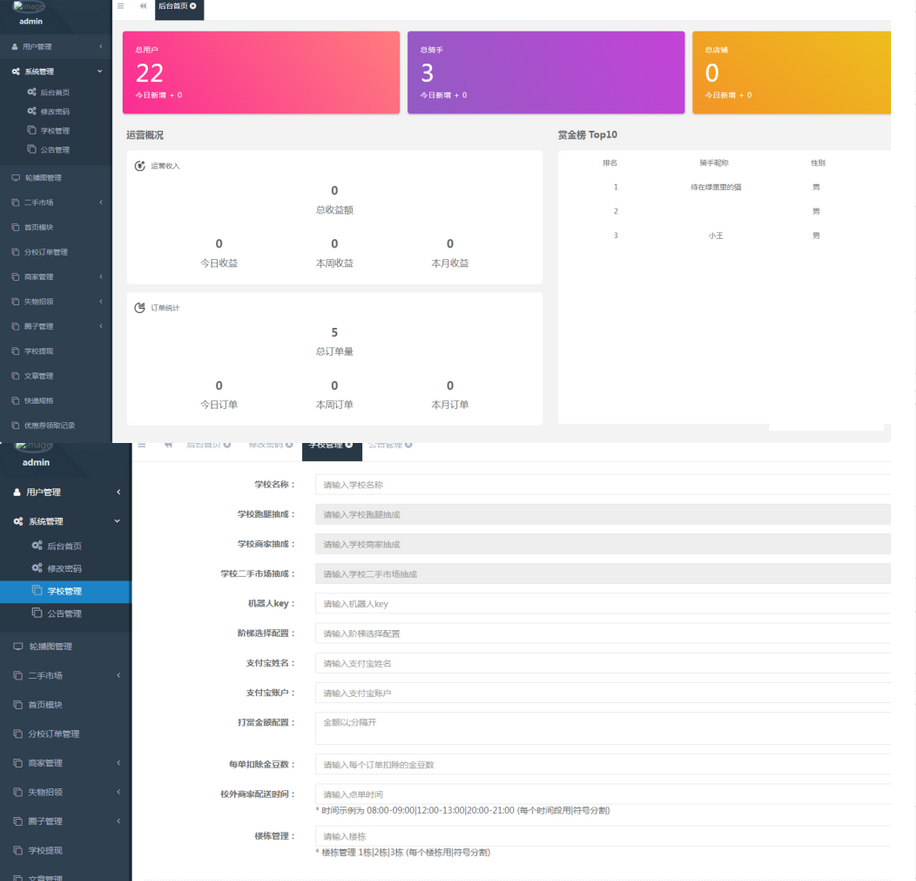 image
admin
后台首页
用户管理
系统管理
后台首页
修改密码
学校管理
公告管理
轮播图管理
二手市场
首页模块
分校订单管理
商家管理
失物招领
圈子管理
学校提现
文章管理
快递规格
优惠券领取记录
总用户
22
今日新增 + 0
总骑手
3
今日新增 + 0
总店铺
0
今日新增 + 0
运营概况
运营收入
0
总收益额
0 0 0
今日收益 本周收益 本月收益
订单统计
5
总订单量
0 0 0
今日订单 本周订单 本月订单
赏金榜 Top10
排名 骑手昵称 性别
1 待在绿匣里的猫 男
2 男
3 小王 男
image
admin
后台首页 修改密码 学校管理 公告管理
用户管理
系统管理
后台首页
修改密码
学校管理
公告管理
轮播图管理
二手市场
首页模块
分校订单管理
商家管理
失物招领
圈子管理
学校提现
文章管理
学校名称： 请输入学校名称
学校跑腿抽成： 请输入学校跑腿抽成
学校商家抽成： 请输入学校商家抽成
学校二手市场抽成： 请输入学校二手市场抽成
机器人key： 请输入机器人key
阶梯选择配置： 请输入阶梯选择配置
支付宝姓名： 请输入支付宝姓名
支付宝账户： 请输入支付宝账户
打赏金额配置： 金额以;分隔开
每单扣除金豆数： 请输入每个订单扣除的金豆数
校外商家配送时间： 请输入点单时间
* 时间示例为 08:00-09:00|12:00-13:00|20:00-21:00 (每个时间段用|符号分割)
楼栋管理： 请输入楼栋
* 楼栋管理 1栋|2栋|3栋 (每个楼栋用|符号分割)